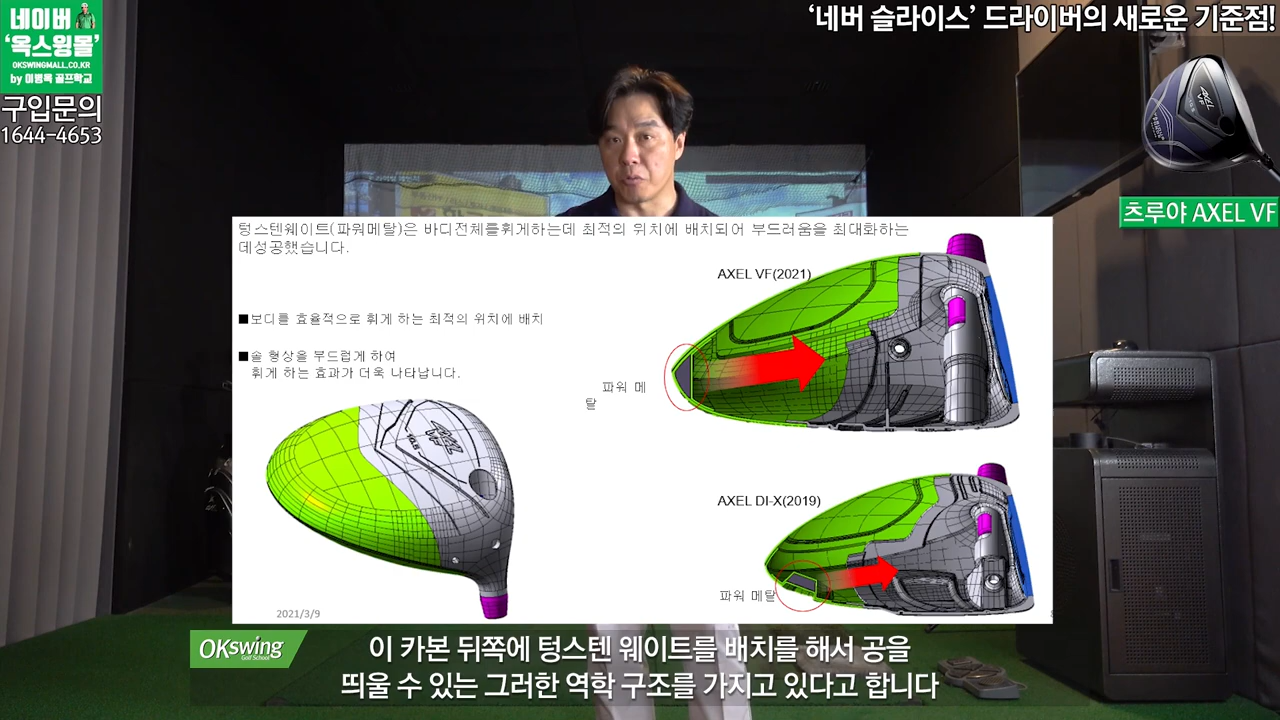 네이버
'옥스윙몰'
OKSWINGMALL.CO.KR
by 이병옥 골프학교
구입문의
1644-4653
'네버 슬라이스' 드라이버의 새로운 기준점!
츠루야 AXEL VF
텅스텐웨이트(파워메탈)은 바디전체를휘게하는데 최적의 위치에 배치되어 부드러움을 최대화하는
데성공했습니다.
■보디를 효율적으로 휘게 하는 최적의 위치에 배치
■솔 형상을 부드럽게 하여
휘게 하는 효과가 더욱 나타납니다.
AXEL VF(2021)
파워 메
탈
AXEL DI-X(2019)
파워 메탈
2021/3/9
OKswing
Golf School
이 카본 뒤쪽에 텅스텐 웨이트를 배치를 해서 공을
띄울 수 있는 그러한 역학 구조를 가지고 있다고 합니다